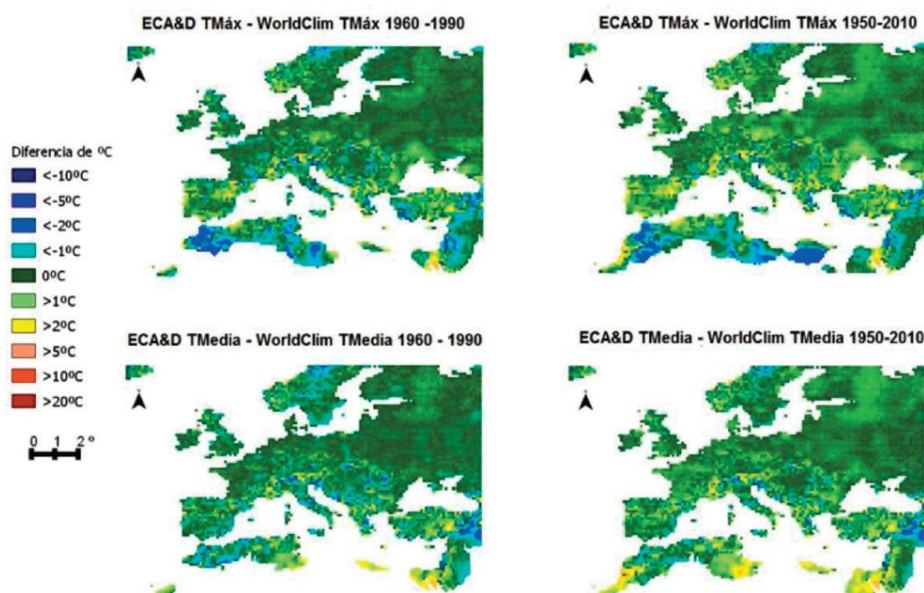 ECA&D TMáx - WorldClim TMáx 1960 -1990
ECA&D TMáx - WorldClim TMáx 1950-2010
Diferencia de ºC
<-10ºC
<-5ºC
<-2ºC
<-1ºC
0ºC
>1ºC
>2ºC
>5ºC
>10ºC
>20ºC
0 1 2 º
ECA&D TMedia - WorldClim TMedia 1960 - 1990
ECA&D TMedia - WorldClim TMedia 1950-2010